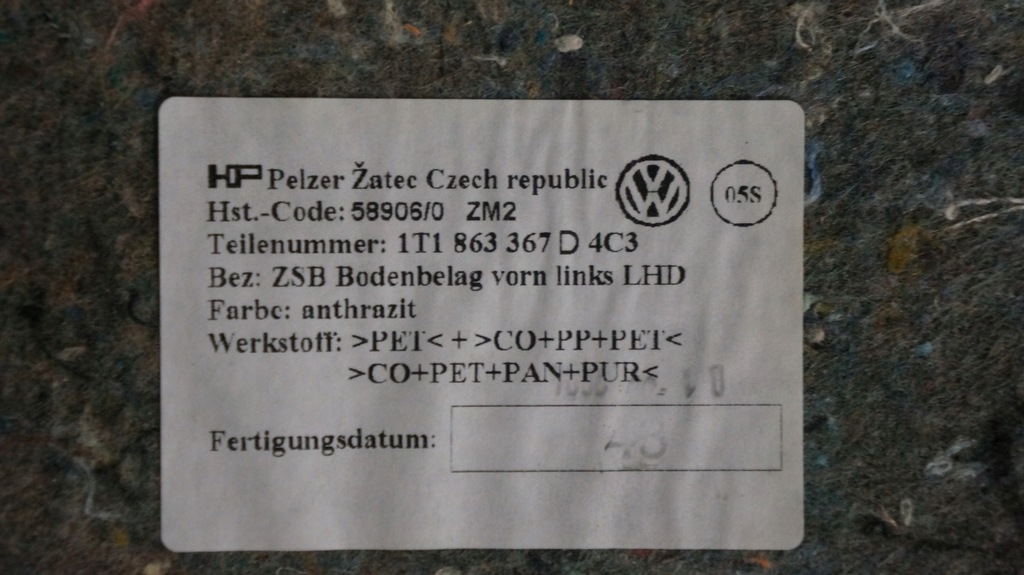 HP Pelzer Žatec Czech republic
05S
Hst.-Code: 58906/0 ZM2
Teilenummer: 1T1 863 367 D 4C3
Bez: ZSB Bodenbelag vorn links LHD
Farbe: anthrazit
Werkstoff: >PET< + >CO+PP+PET<
>CO+PET+PAN+PUR<
Fertigungsdatum: